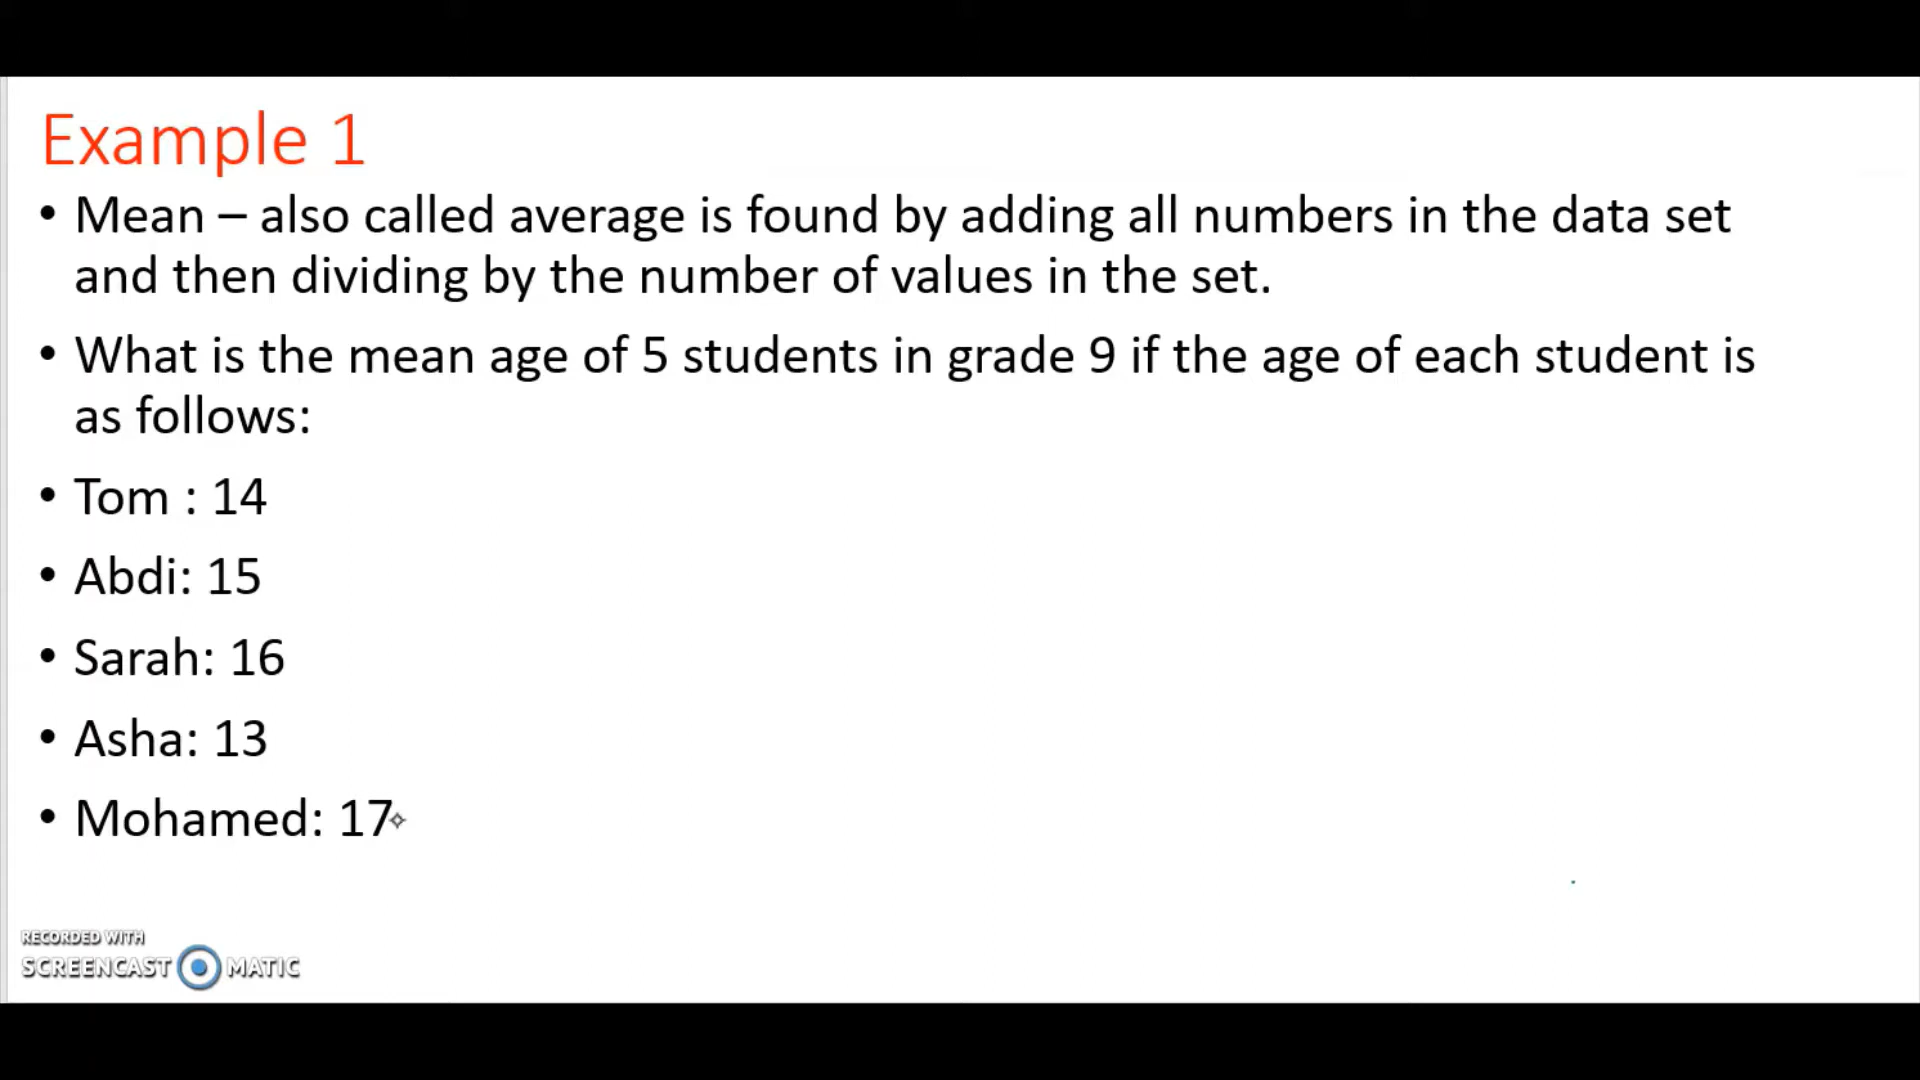 Example 1
• Mean – also called average is found by adding all numbers in the data set
and then dividing by the number of values in the set.
• What is the mean age of 5 students in grade 9 if the age of each student is
as follows:
• Tom : 14
• Abdi: 15
• Sarah: 16
• Asha: 13
• Mohamed: 17
RECORDED WITH
SCREENCAST MATIC